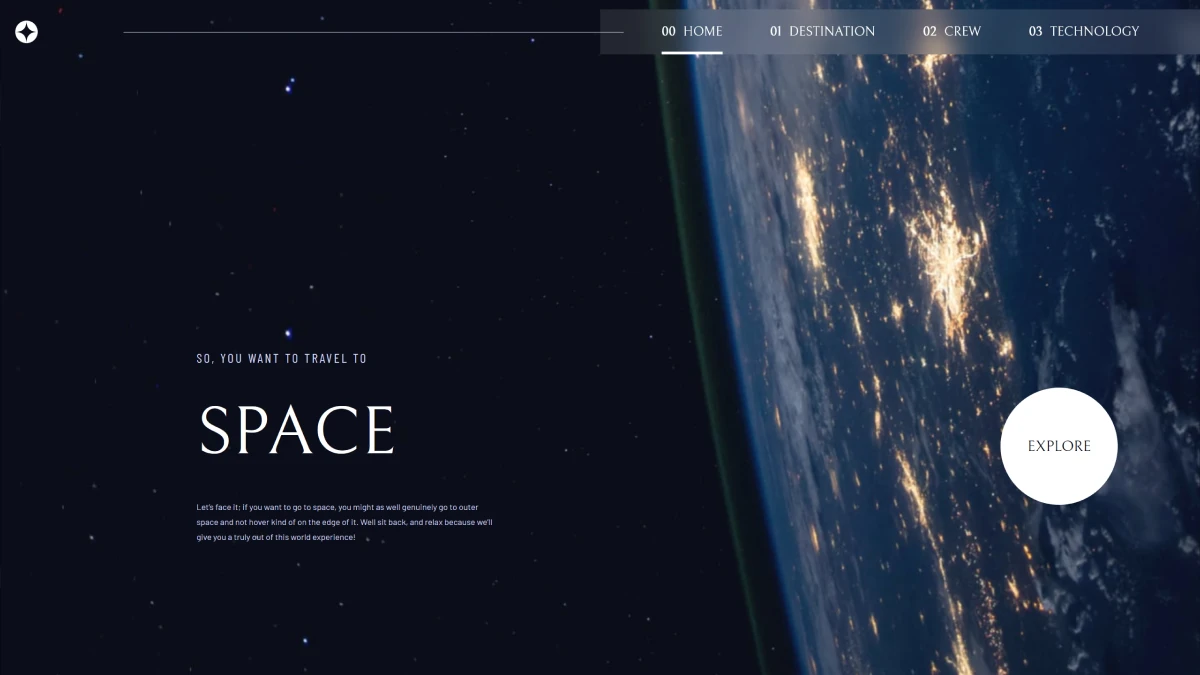 00 HOME 01 DESTINATION 02 CREW 03 TECHNOLOGY
SO, YOU WANT TO TRAVEL TO
SPACE
Let's face it; if you want to go to space, you might as well genuinely go to outer
space and not hover kind of on the edge of it. Well sit back, and relax because we'll
give you a truly out of this world experience!
EXPLORE